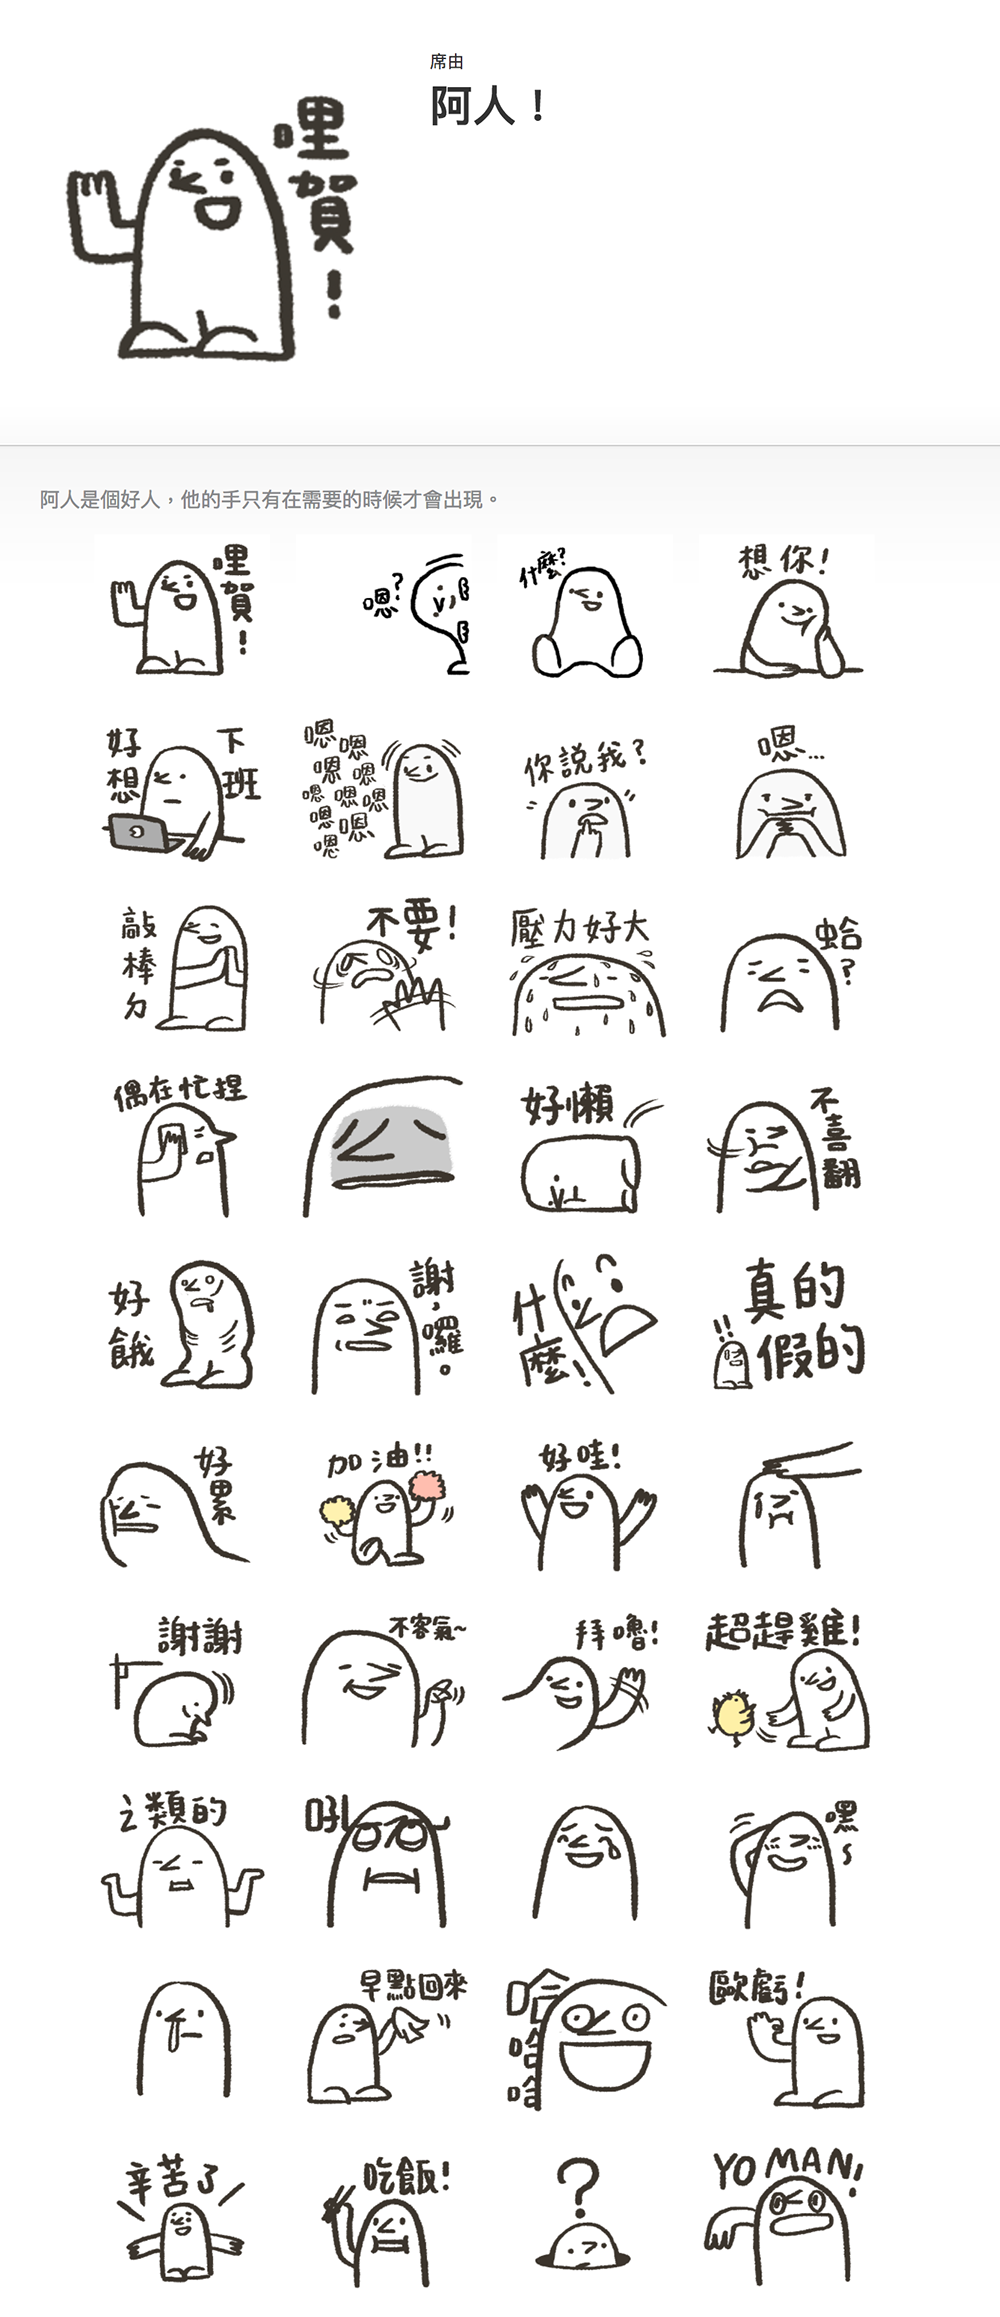 席由
阿人！
哩賀！
阿人是個好人，他的手只有在需要的時候才會出現。
哩賀！
嗯？
什麼？
想你！
好想下班
嗯嗯嗯嗯嗯嗯嗯嗯嗯嗯
你說我？
嗯...
敲棒ㄉ
不要！
壓力好大
蛤？
偶在忙捏
好懶
不喜翻
好餓
謝，囉。
什麼！
真的假的
好累
加油!!
好哇！
謝謝
不客氣~
拜嚕！
超趕雞！
之類的
吼
嘿
早點回來
哈哈哈
歐虧！
辛苦了
吃飯！
?
YO MAN!